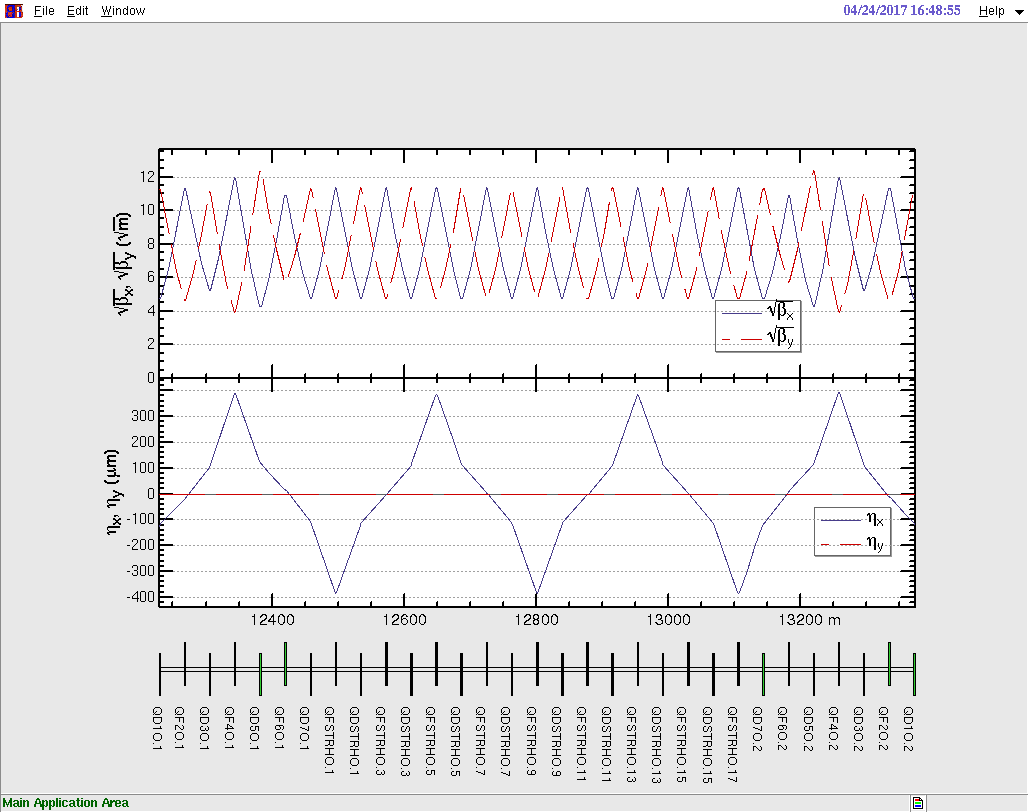 File Edit Window 04/24/2017 16:48:55 Help
12
10
8
6
4
2
0
√βx, √βy (√m)
√βx
√βy
300
200
100
0
-100
-200
-300
-400
ηx, ηy (μm)
ηx
ηy
12400 12600 12800 13000 13200 m
QD1O.1
QF2O.1
QD3O.1
QF4O.1
QD5O.1
QF6O.1
QD7O.1
QFSTRHO.1
QDSTRHO.1
QFSTRHO.3
QDSTRHO.3
QFSTRHO.5
QDSTRHO.5
QFSTRHO.7
QDSTRHO.7
QFSTRHO.9
QDSTRHO.9
QFSTRHO.11
QDSTRHO.11
QFSTRHO.13
QDSTRHO.13
QFSTRHO.15
QDSTRHO.15
QFSTRHO.17
QD7O.2
QF6O.2
QD5O.2
QF4O.2
QD3O.2
QF2O.2
QD1O.2
Main Application Area